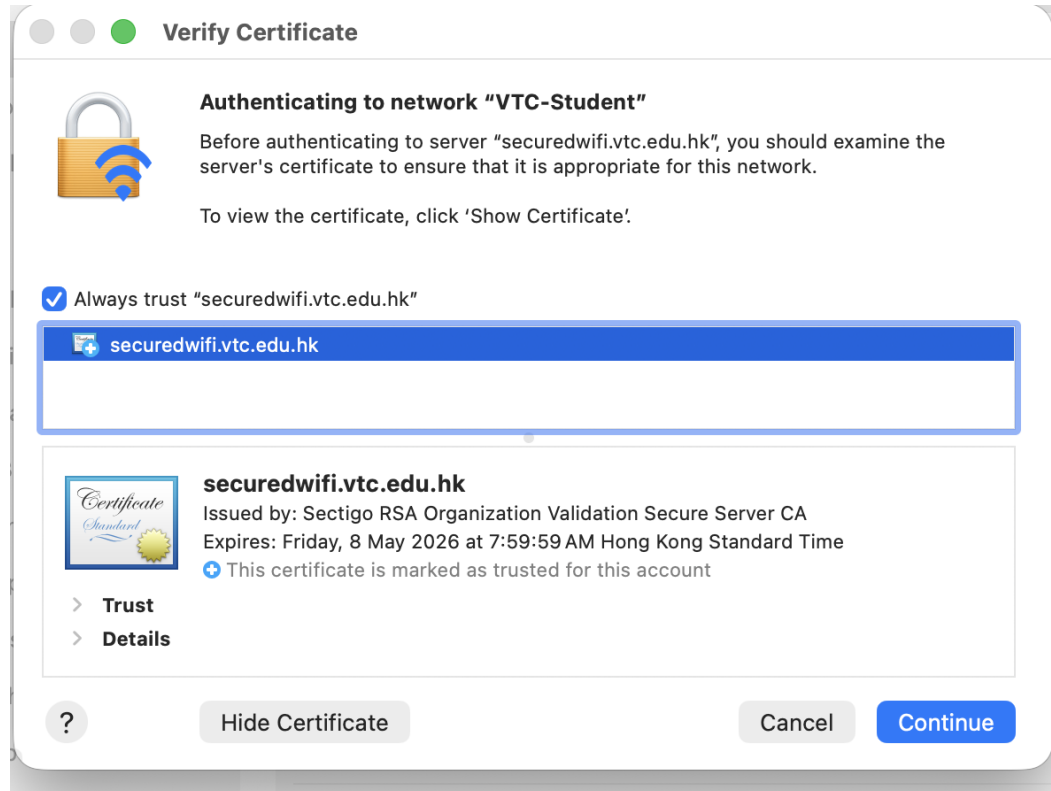 Verify Certificate
Authenticating to network “VTC-Student”
Before authenticating to server “securedwifi.vtc.edu.hk”, you should examine the
server's certificate to ensure that it is appropriate for this network.
To view the certificate, click ‘Show Certificate’.
Always trust “securedwifi.vtc.edu.hk”
securedwifi.vtc.edu.hk
Certificate
Standard
securedwifi.vtc.edu.hk
Issued by: Sectigo RSA Organization Validation Secure Server CA
Expires: Friday, 8 May 2026 at 7:59:59 AM Hong Kong Standard Time
This certificate is marked as trusted for this account
Trust
Details
?
Hide Certificate
Cancel
Continue